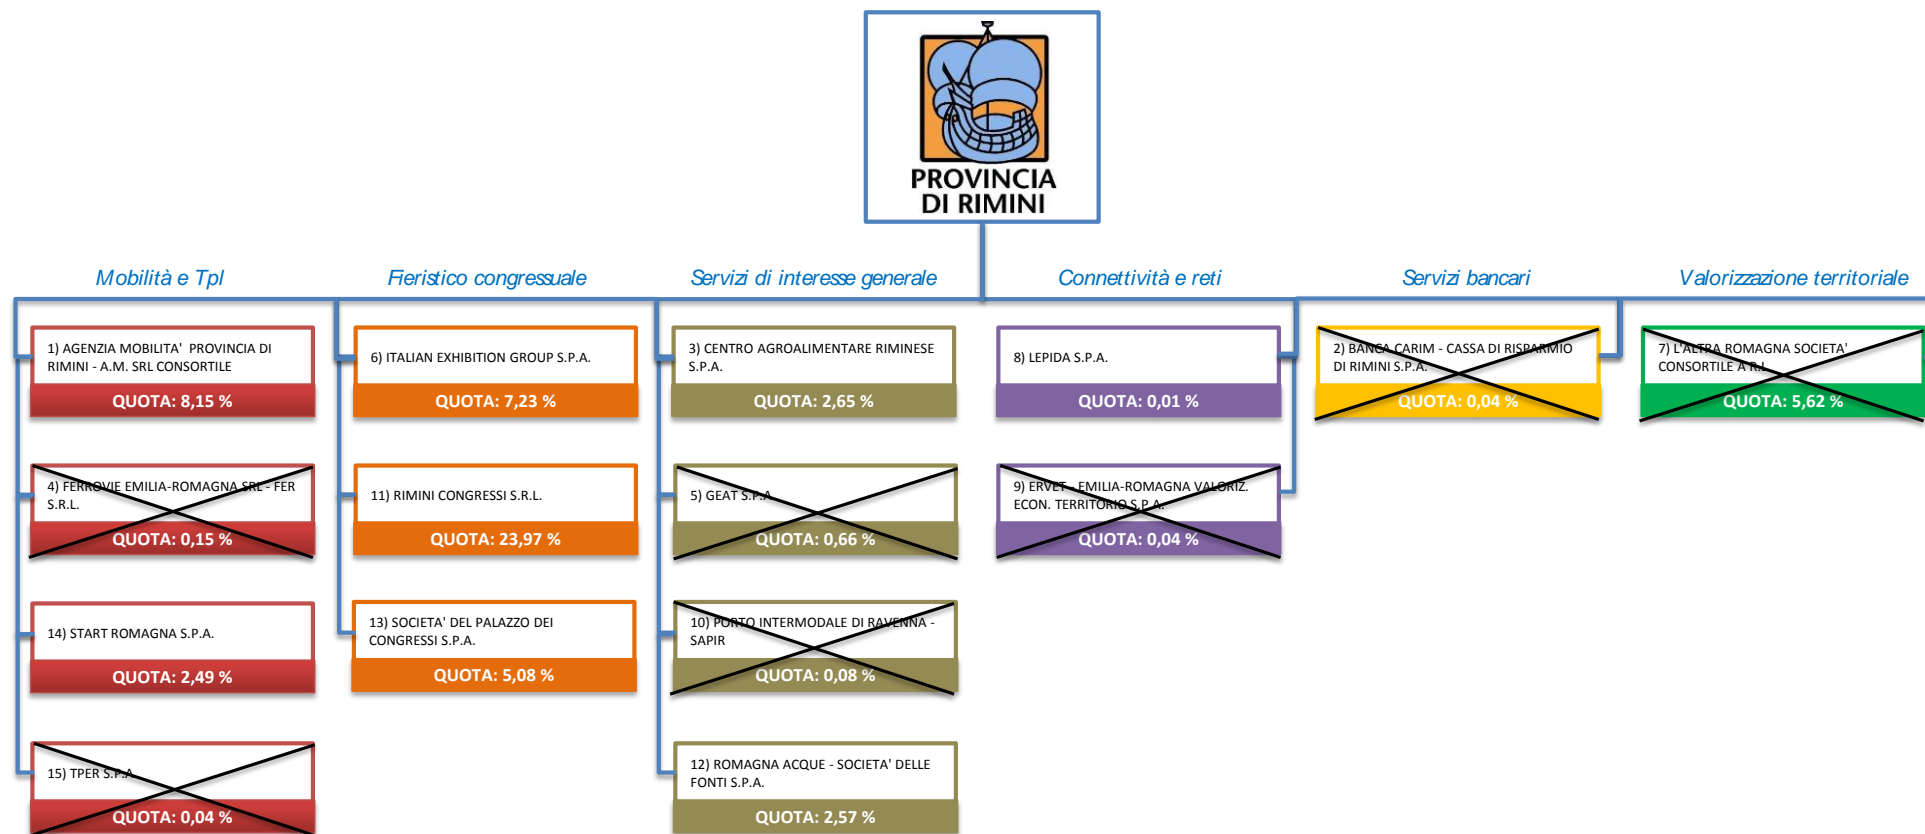 PROVINCIA
DI RIMINI
Mobilità e Tpl
Fieristico congressuale
Servizi di interesse generale
Connettività e reti
Servizi bancari
Valorizzazione territoriale
1) AGENZIA MOBILITA' PROVINCIA DI
RIMINI - A.M. SRL CONSORTILE
QUOTA: 8,15 %
6) ITALIAN EXHIBITION GROUP S.P.A.
QUOTA: 7,23 %
3) CENTRO AGROALIMENTARE RIMINESE
S.P.A.
QUOTA: 2,65 %
8) LEPIDA S.P.A.
QUOTA: 0,01 %
2) BANCA CARIM - CASSA DI RISPARMIO
DI RIMINI S.P.A.
QUOTA: 0,04 %
7) L'ALTRA ROMAGNA SOCIETA'
CONSORTILE A R.L.
QUOTA: 5,62 %
4) FERROVIE EMILIA-ROMAGNA SRL - FER
S.R.L.
QUOTA: 0,15 %
11) RIMINI CONGRESSI S.R.L.
QUOTA: 23,97 %
5) GEAT S.P.A.
QUOTA: 0,66 %
9) ERVET - EMILIA-ROMAGNA VALORIZ.
ECON. TERRITORIO S.P.A.
QUOTA: 0,04 %
14) START ROMAGNA S.P.A.
QUOTA: 2,49 %
13) SOCIETA' DEL PALAZZO DEI
CONGRESSI S.P.A.
QUOTA: 5,08 %
10) PORTO INTERMODALE DI RAVENNA -
SAPIR
QUOTA: 0,08 %
15) TPER S.P.A.
QUOTA: 0,04 %
12) ROMAGNA ACQUE - SOCIETA' DELLE
FONTI S.P.A.
QUOTA: 2,57 %